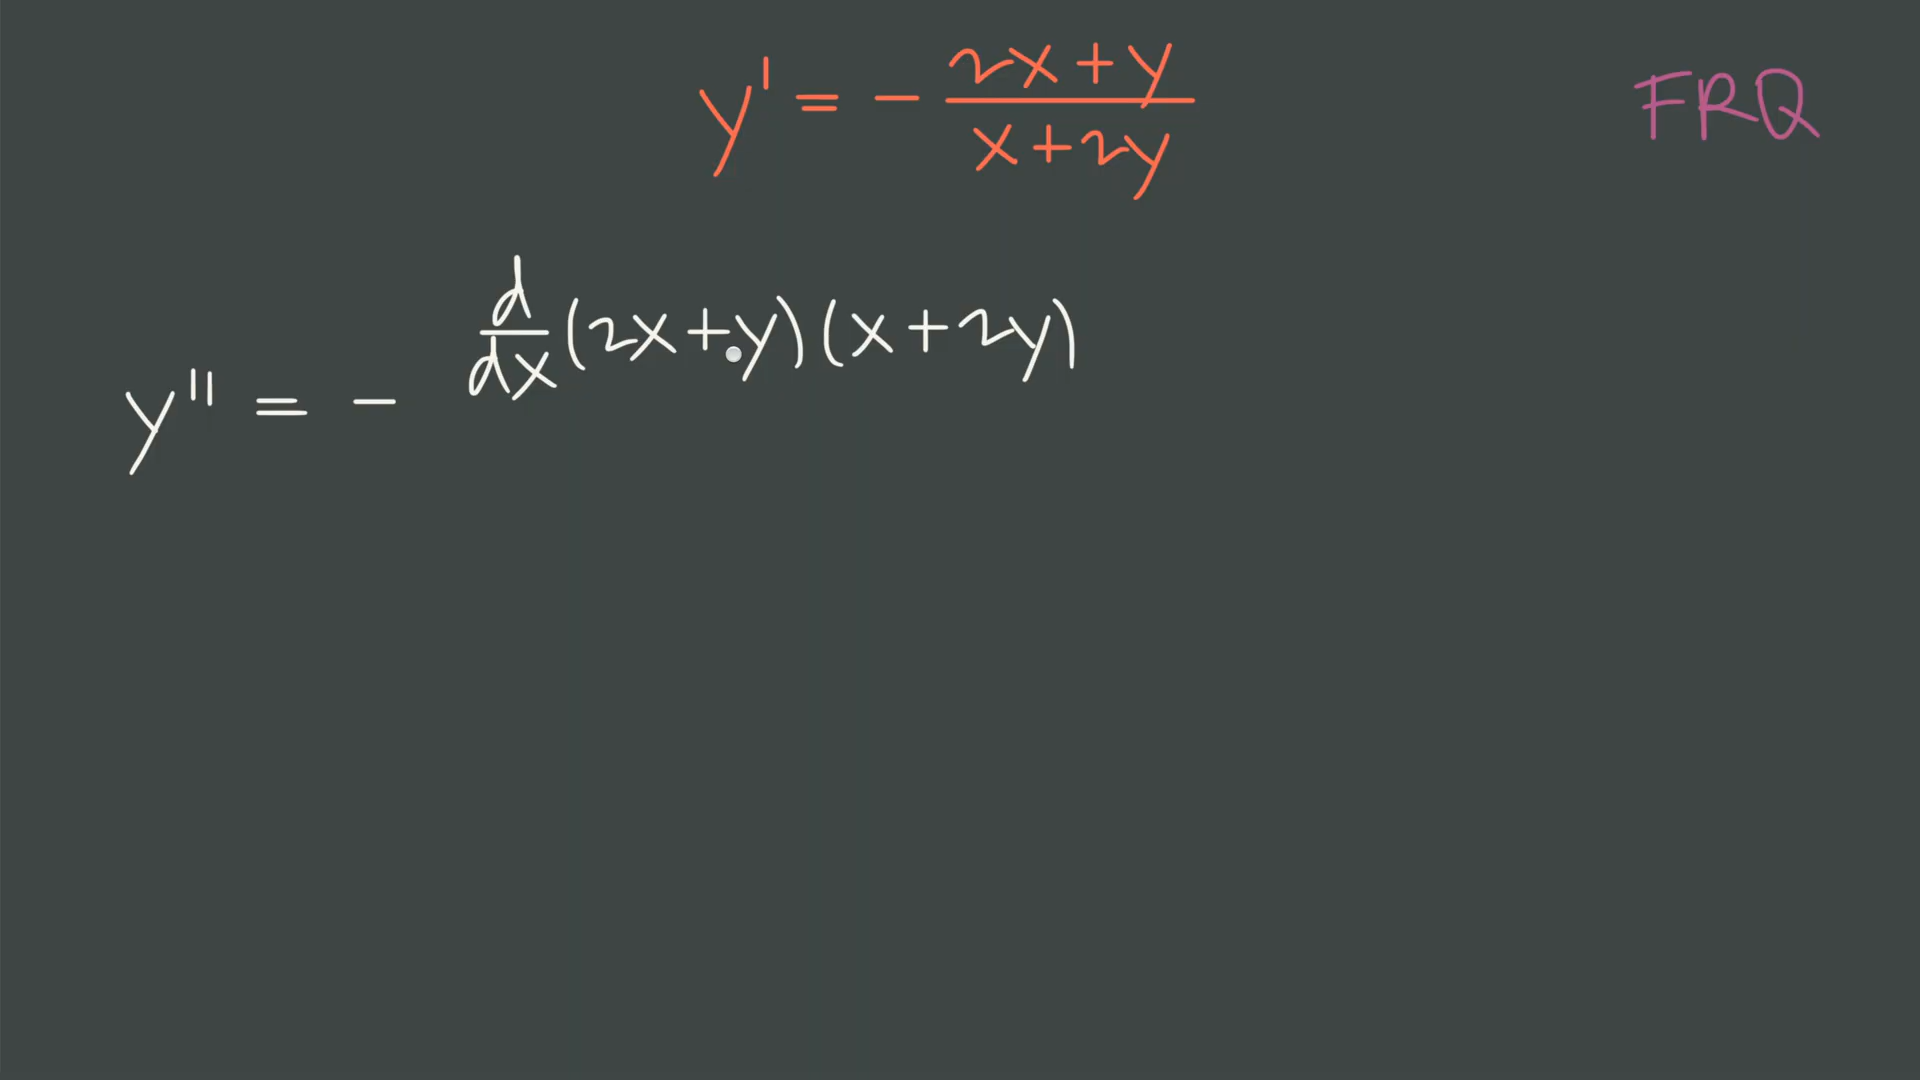 y' = - (2x+y)/(x+2y)
FRQ
y'' = - d/dx (2x+y)(x+2y)